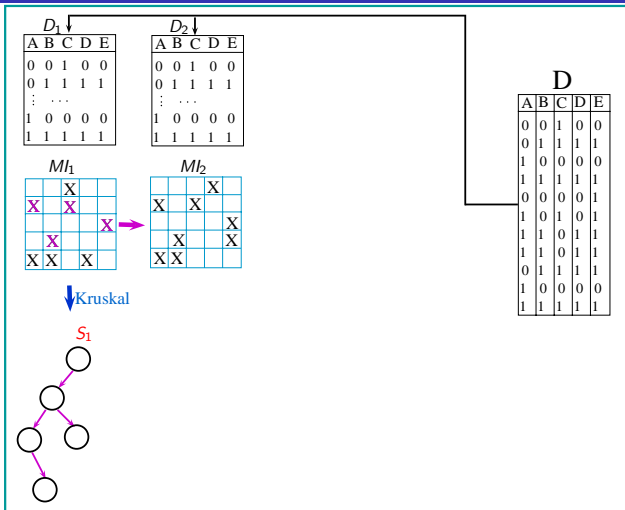 D1
A B C D E
0 0 1 0 0
0 1 1 1 1
⋮ ⋯
1 0 0 0 0
1 1 1 1 1
D2
A B C D E
0 0 1 0 0
0 1 1 1 1
⋮ ⋯
1 0 0 0 0
1 1 1 1 1
D
A B C D E
0 0 1 0 0
0 1 1 1 1
1 0 0 0 1
1 1 0 1 1
0 0 0 0 1
1 0 1 0 1
1 1 0 1 1
1 1 0 1 1
0 1 1 1 1
1 0 0 0 0
1 1 1 1 1
MI1
X
X X
X
X
X X X
MI2
X
X X
X
X X
X X
Kruskal
S1